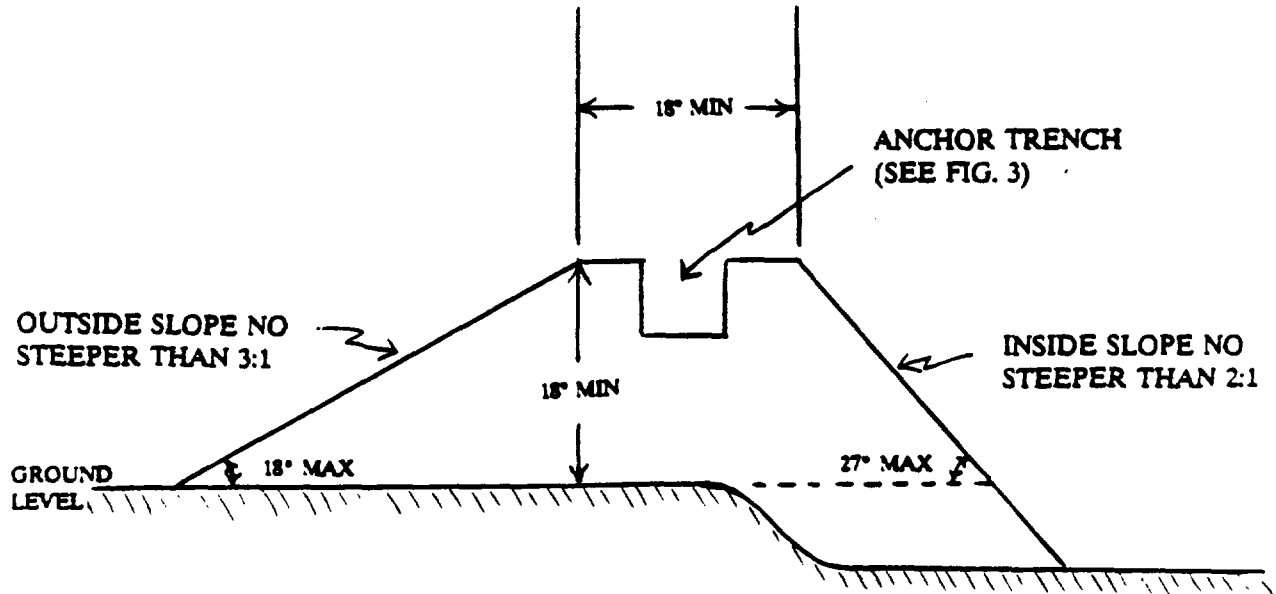 18" MIN
ANCHOR TRENCH
(SEE FIG. 3)
OUTSIDE SLOPE NO
STEEPER THAN 3:1
INSIDE SLOPE NO
STEEPER THAN 2:1
18" MIN
18° MAX
27° MAX
GROUND
LEVEL